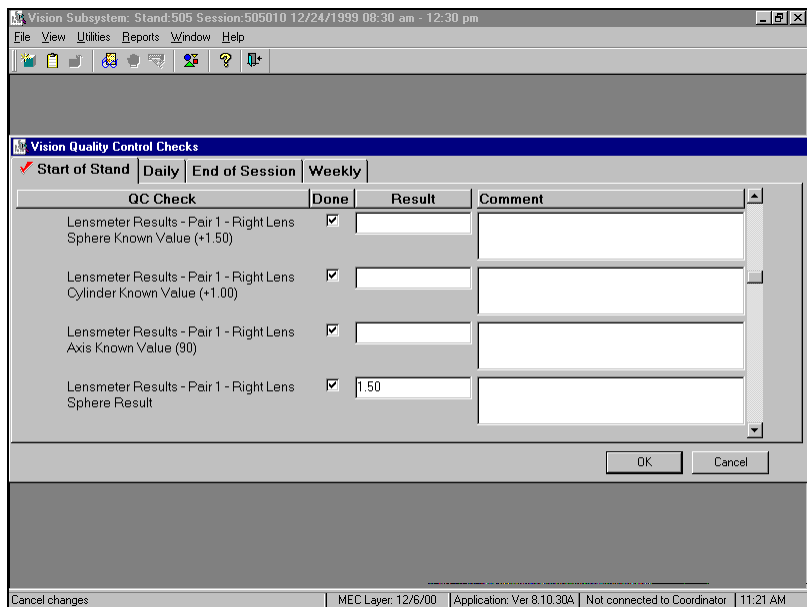 Vision Subsystem: Stand:505 Session:505010 12/24/1999 08:30 am - 12:30 pm
File View Utilities Reports Window Help
Vision Quality Control Checks
Start of Stand Daily End of Session Weekly
QC Check Done Result Comment
Lensmeter Results - Pair 1 - Right Lens
Sphere Known Value (+1.50)
Lensmeter Results - Pair 1 - Right Lens
Cylinder Known Value (+1.00)
Lensmeter Results - Pair 1 - Right Lens
Axis Known Value (90)
Lensmeter Results - Pair 1 - Right Lens 1.50
Sphere Result
OK Cancel
Cancel changes MEC Layer: 12/6/00 Application: Ver 8.10.30A Not connected to Coordinator 11:21 AM